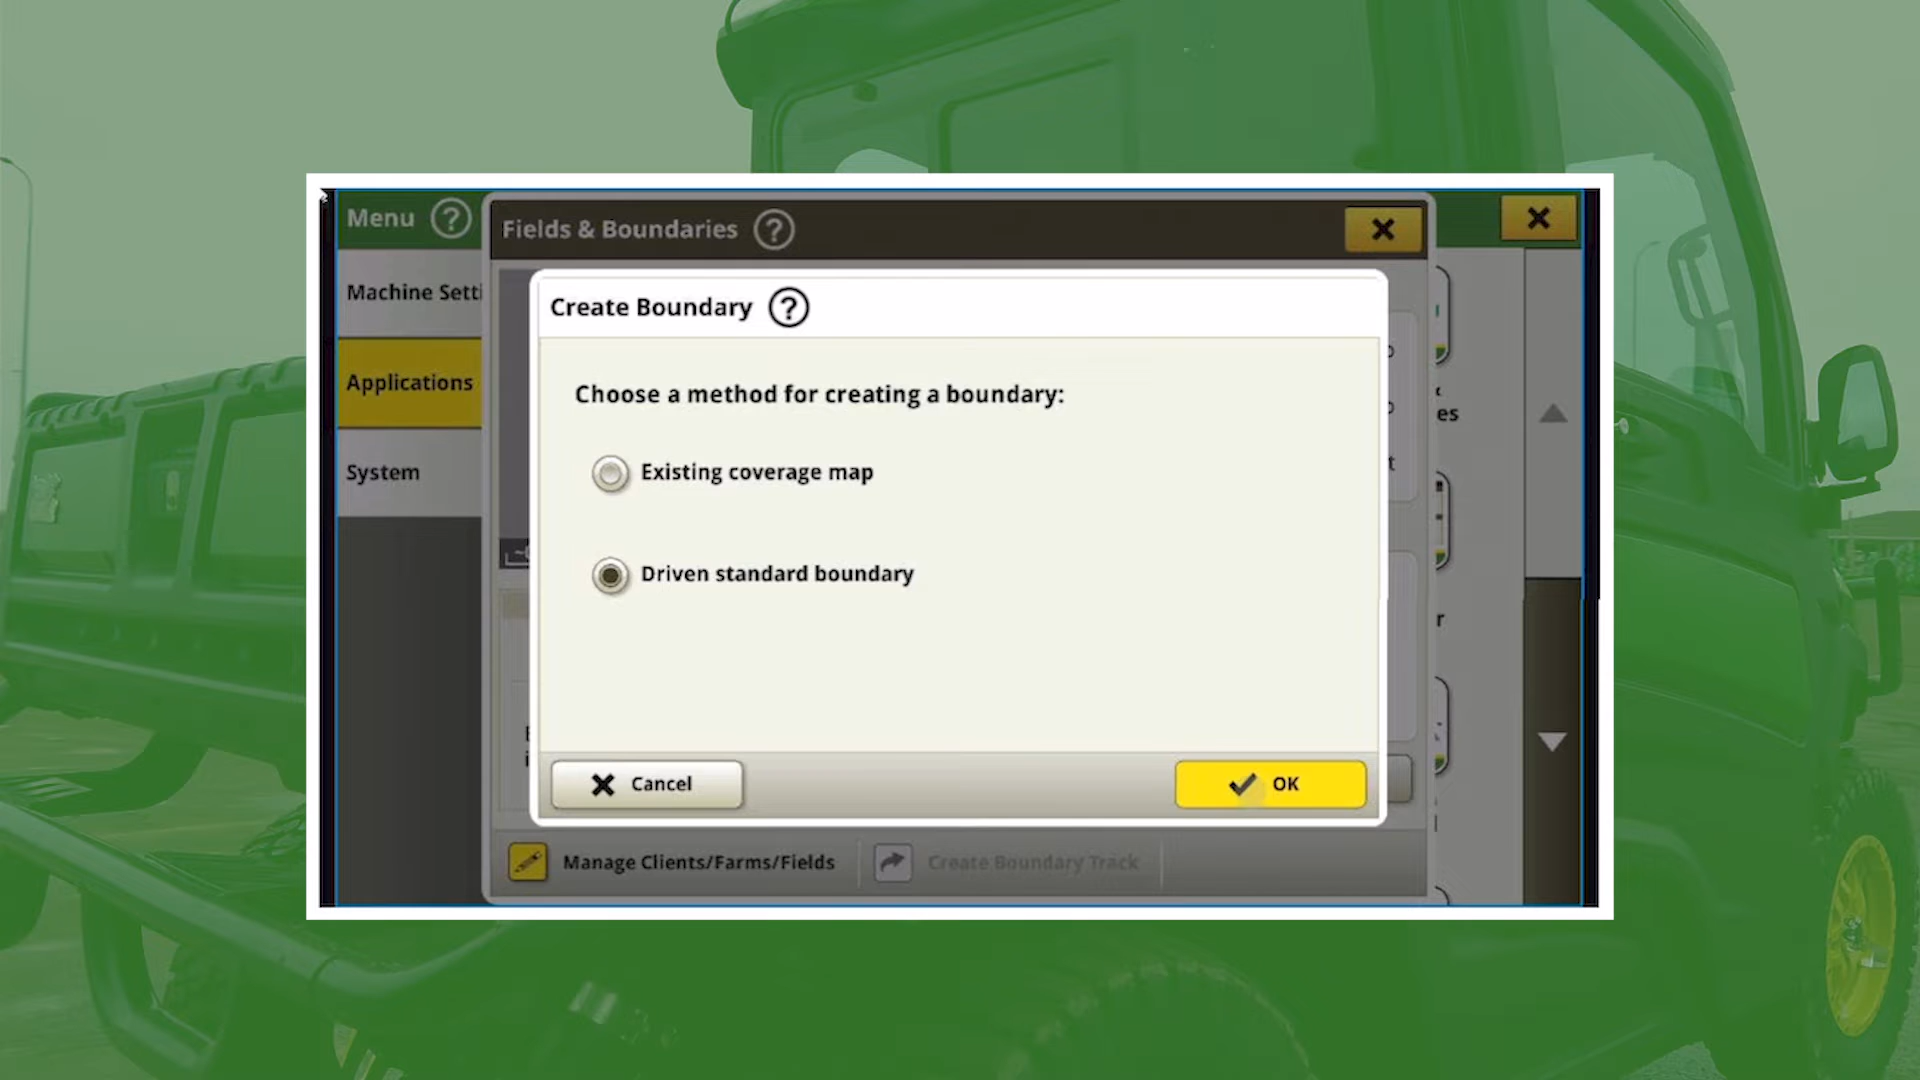 Menu ?
Fields & Boundaries ?
Machine Sett
Create Boundary ?
Applications
Choose a method for creating a boundary:
es
System
Existing coverage map
t
Driven standard boundary
r
Cancel
OK
Manage Clients/Farms/Fields
Create Boundary Track